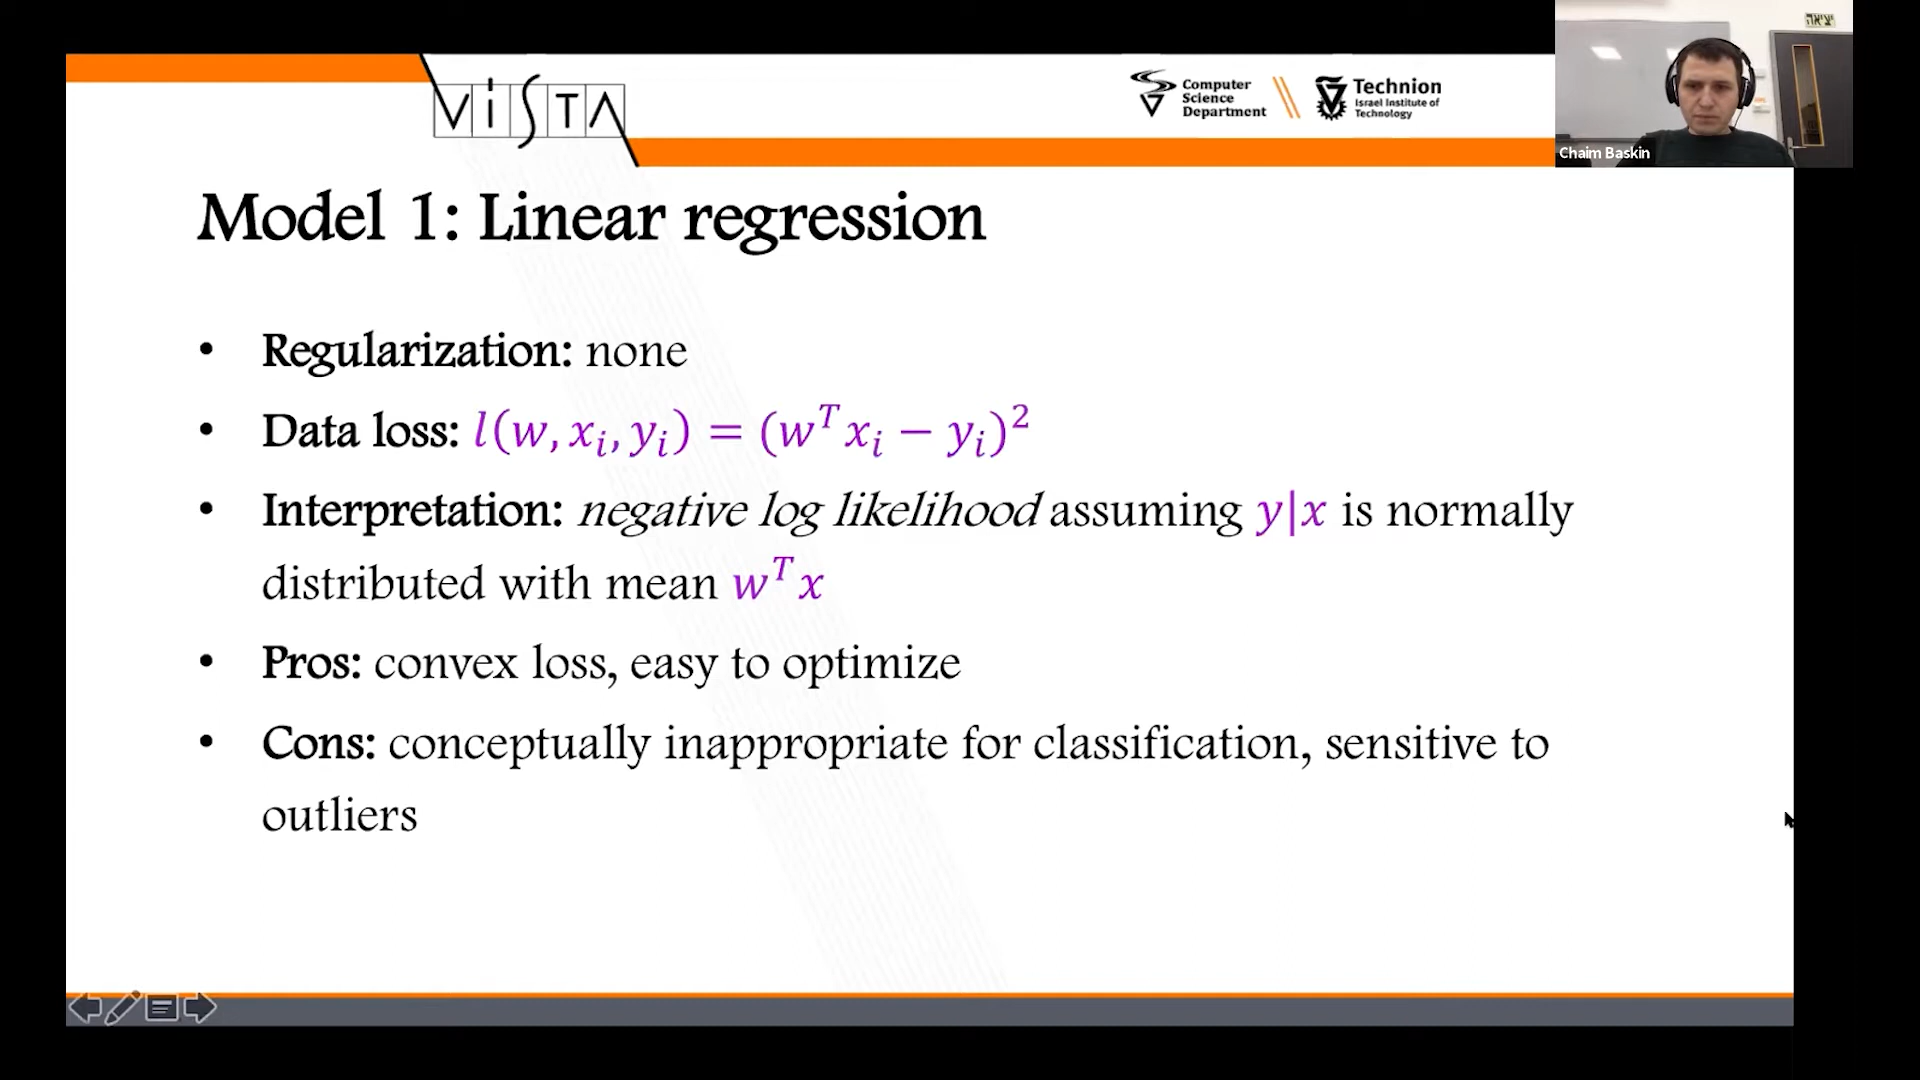 יציאה
VISTA
Computer
Science
Department
Technion
Israel Institute of
Technology
Chaim Baskin
Model 1: Linear regression
• Regularization: none
• Data loss: l(w, xᵢ, yᵢ) = (wᵀxᵢ − yᵢ)²
• Interpretation: negative log likelihood assuming y|x is normally
distributed with mean wᵀx
• Pros: convex loss, easy to optimize
• Cons: conceptually inappropriate for classification, sensitive to
outliers